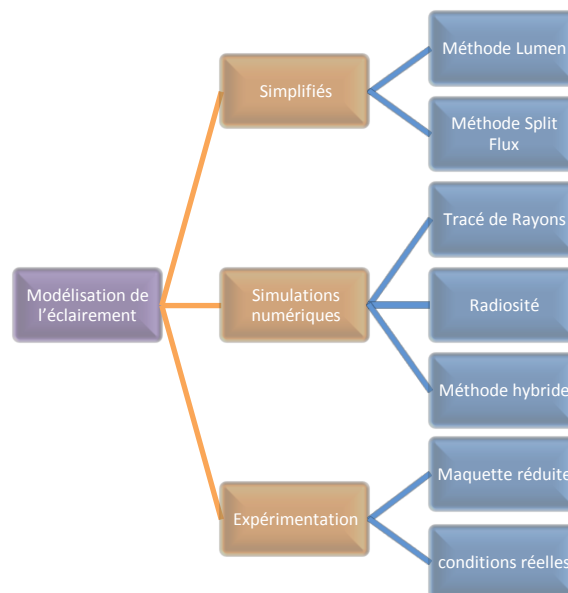 Méthode Lumen
Simplifiés
Méthode Split
Flux
Tracé de Rayons
Modélisation de
l'éclairement
Simulations
numériques
Radiosité
Méthode hybride
Maquette réduite
Expérimentation
conditions réelles